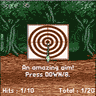 An amazing aim!
Press DOWN/8.
Hits - 1/10
Total - 1/20